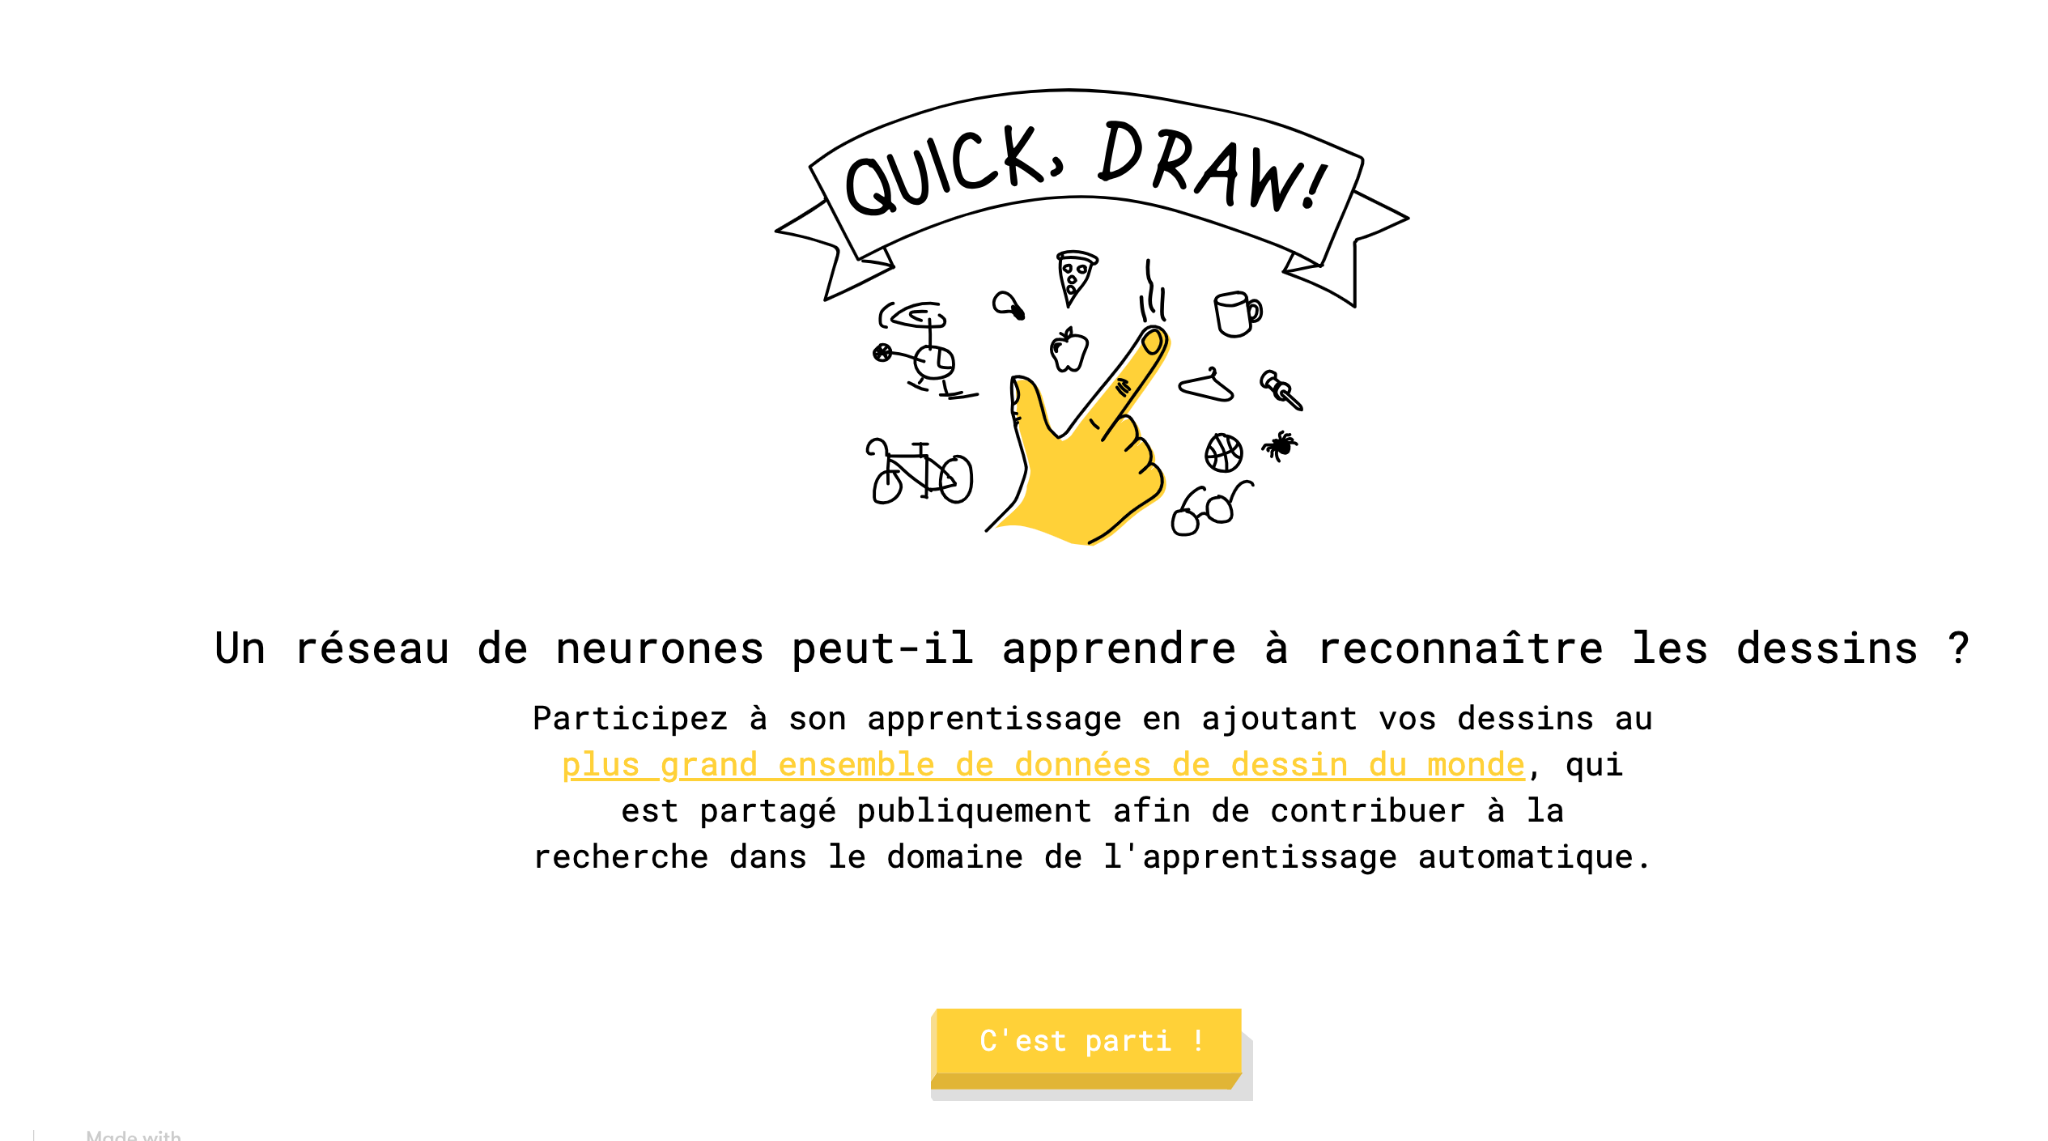 QUICK, DRAW!
Un réseau de neurones peut-il apprendre à reconnaître les dessins ?
Participez à son apprentissage en ajoutant vos dessins au
plus grand ensemble de données de dessin du monde, qui
est partagé publiquement afin de contribuer à la
recherche dans le domaine de l'apprentissage automatique.
C'est parti !
Made with